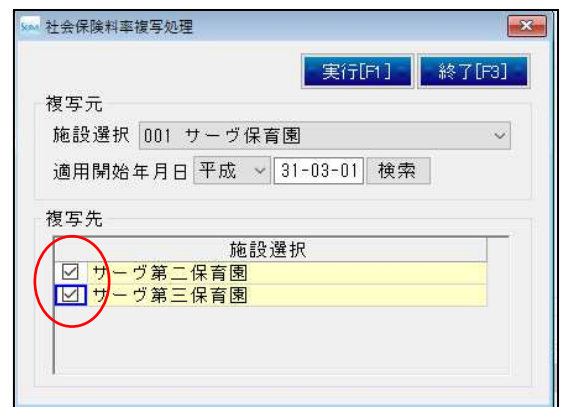 社会保険料率複写処理
実行[F1] 終了[F3]
複写元
施設選択 001 サーヴ保育園
適用開始年月日 平成 31-03-01 検索
複写先
施設選択
サーヴ第二保育園
サーヴ第三保育園